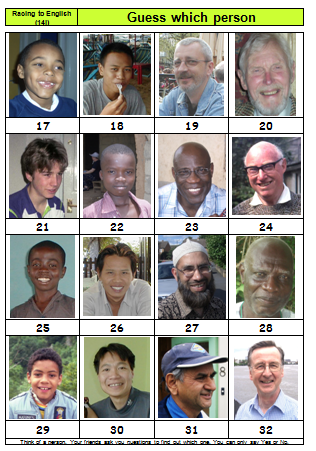 Racing to English
(14l)
Guess which person
17 18 19 20
21 22 23 24
25 26 27 28
8
29 30 31 32
Think of a person. Your friends ask you questions to find out which one. You can only say Yes or No.